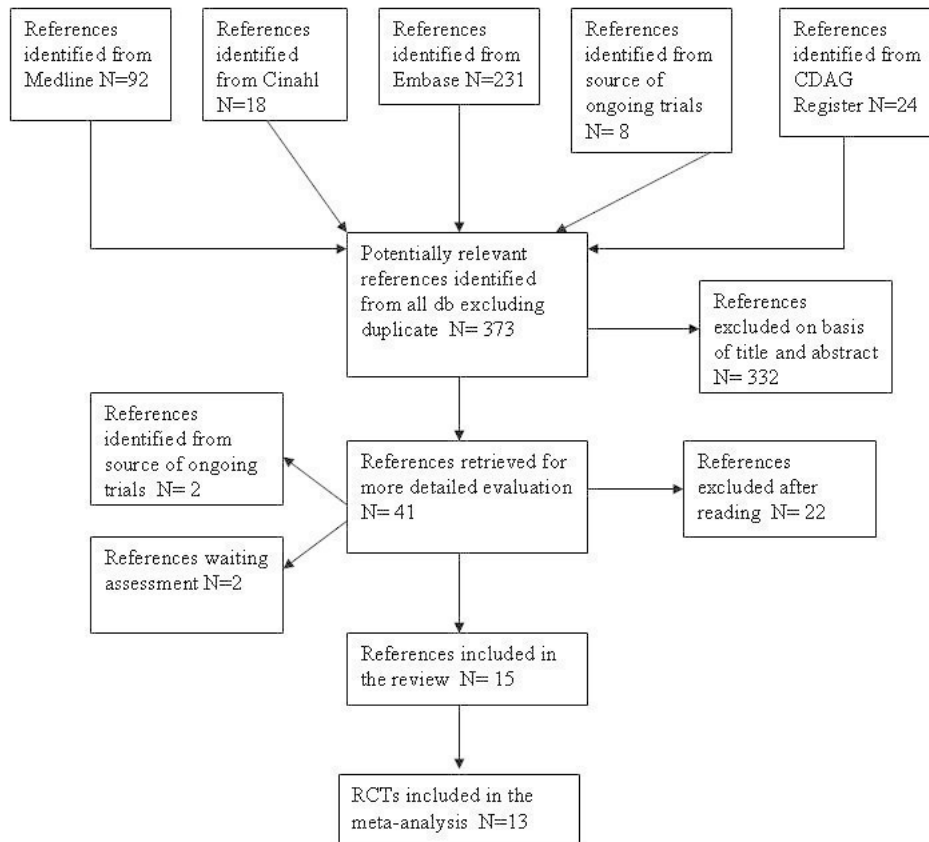 References
identified from
Medline N=92
References
identified
from Cinahl
N=18
References
identified from
Embase N=231
References
identified from
source of
ongoing trials
N= 8
References
identified from
CDAG
Register N=24
Potentially relevant
references identified
from all db excluding
duplicate N= 373
References
excluded on basis
of title and abstract
N= 332
References
identified from
source of ongoing
trials N= 2
References retrieved for
more detailed evaluation
N= 41
References
excluded after
reading N= 22
References waiting
assessment N=2
References included in
the review N= 15
RCTs included in the
meta-analysis N=13